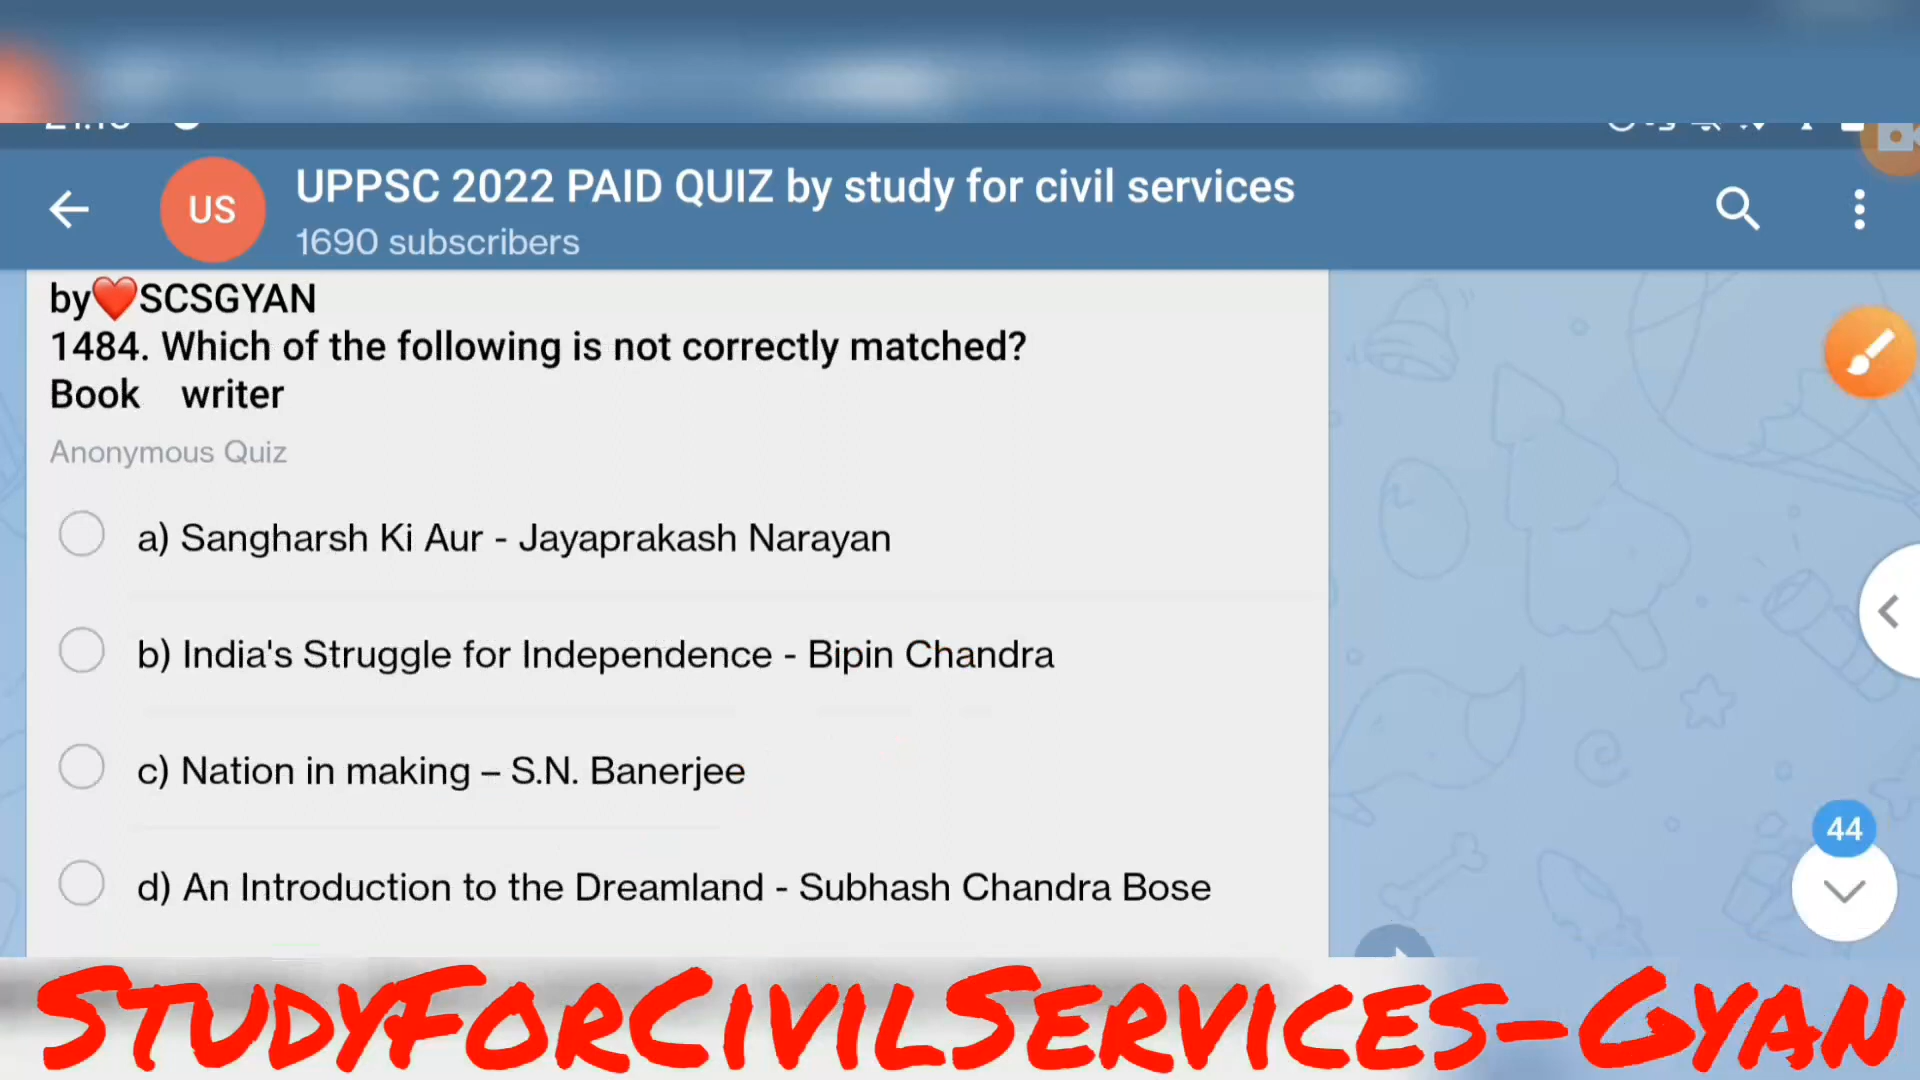 UPPSC 2022 PAID QUIZ by study for civil services
US
1690 subscribers
by❤️SCSGYAN
1484. Which of the following is not correctly matched?
Book writer
Anonymous Quiz
a) Sangharsh Ki Aur - Jayaprakash Narayan
b) India's Struggle for Independence - Bipin Chandra
c) Nation in making – S.N. Banerjee
d) An Introduction to the Dreamland - Subhash Chandra Bose
44
StudyForCivilServices-Gyan